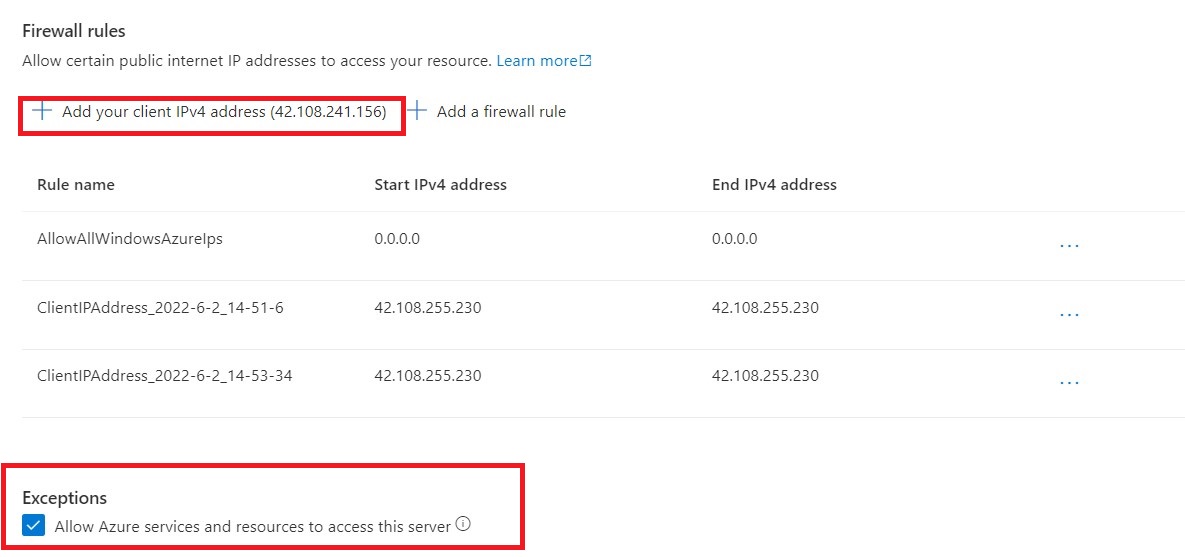 Firewall rules
Allow certain public internet IP addresses to access your resource. Learn more
Add your client IPv4 address (42.108.241.156) Add a firewall rule
Rule name Start IPv4 address End IPv4 address
AllowAllWindowsAzureIps 0.0.0.0 0.0.0.0 ...
ClientIPAddress_2022-6-2_14-51-6 42.108.255.230 42.108.255.230 ...
ClientIPAddress_2022-6-2_14-53-34 42.108.255.230 42.108.255.230 ...
Exceptions
Allow Azure services and resources to access this server